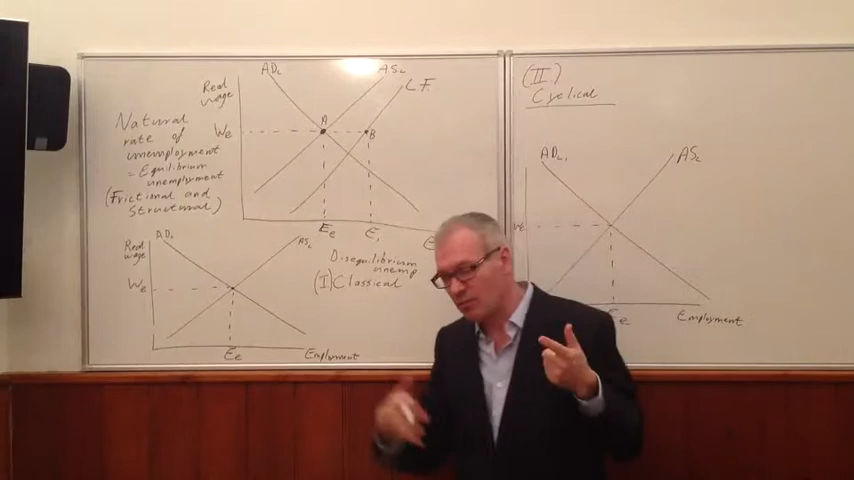 Natural
rate of
unemployment
= Equilibrium
unemployment
(Frictional and
Structural)
Real
wage
We
ADL
ASL
LF
A
B
Ee
E1
Real
wage
We
ADL
ASL
Ee
Employment
Disequilibrium
unemp
(I) Classical
(II)
Cyclical
ADL1
ASL
We
Ee
Employment